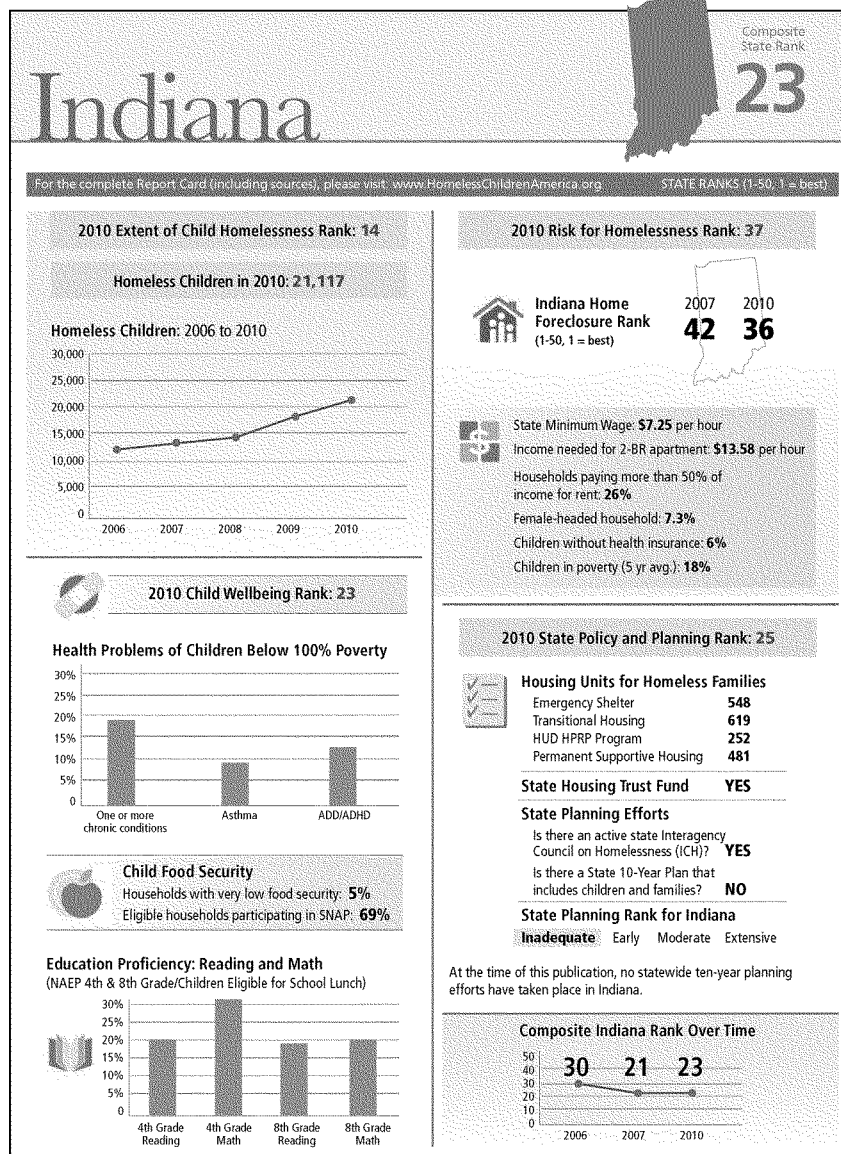 Indiana
Composite
State Rank
23
For the complete Report Card (including sources), please visit: www.HomelessChildrenAmerica.org
STATE RANKS (1-50, 1 = best)
2010 Extent of Child Homelessness Rank: 14
Homeless Children in 2010: 21,117
Homeless Children: 2006 to 2010
30,000
25,000
20,000
15,000
10,000
5,000
0
2006 2007 2008 2009 2010
2010 Child Wellbeing Rank: 23
Health Problems of Children Below 100% Poverty
30%
25%
20%
15%
10%
5%
0
One or more
chronic conditions
Asthma
ADD/ADHD
Child Food Security
Households with very low food security: 5%
Eligible households participating in SNAP: 69%
Education Proficiency: Reading and Math
(NAEP 4th & 8th Grade/Children Eligible for School Lunch)
30%
25%
20%
15%
10%
5%
0
4th Grade
Reading
4th Grade
Math
8th Grade
Reading
8th Grade
Math
2010 Risk for Homelessness Rank: 37
Indiana Home
Foreclosure Rank
(1-50, 1 = best)
2007 2010
42 36
State Minimum Wage: $7.25 per hour
Income needed for 2-BR apartment: $13.58 per hour
Households paying more than 50% of
income for rent: 26%
Female-headed household: 7.3%
Children without health insurance: 6%
Children in poverty (5 yr avg.): 18%
2010 State Policy and Planning Rank: 25
Housing Units for Homeless Families
Emergency Shelter 548
Transitional Housing 619
HUD HPRP Program 252
Permanent Supportive Housing 481
State Housing Trust Fund YES
State Planning Efforts
Is there an active state Interagency
Council on Homelessness (ICH)? YES
Is there a State 10-Year Plan that
includes children and families? NO
State Planning Rank for Indiana
Inadequate Early Moderate Extensive
At the time of this publication, no statewide ten-year planning
efforts have taken place in Indiana.
Composite Indiana Rank Over Time
50
40
30
20
10
0
30 21 23
2006 2007 2010